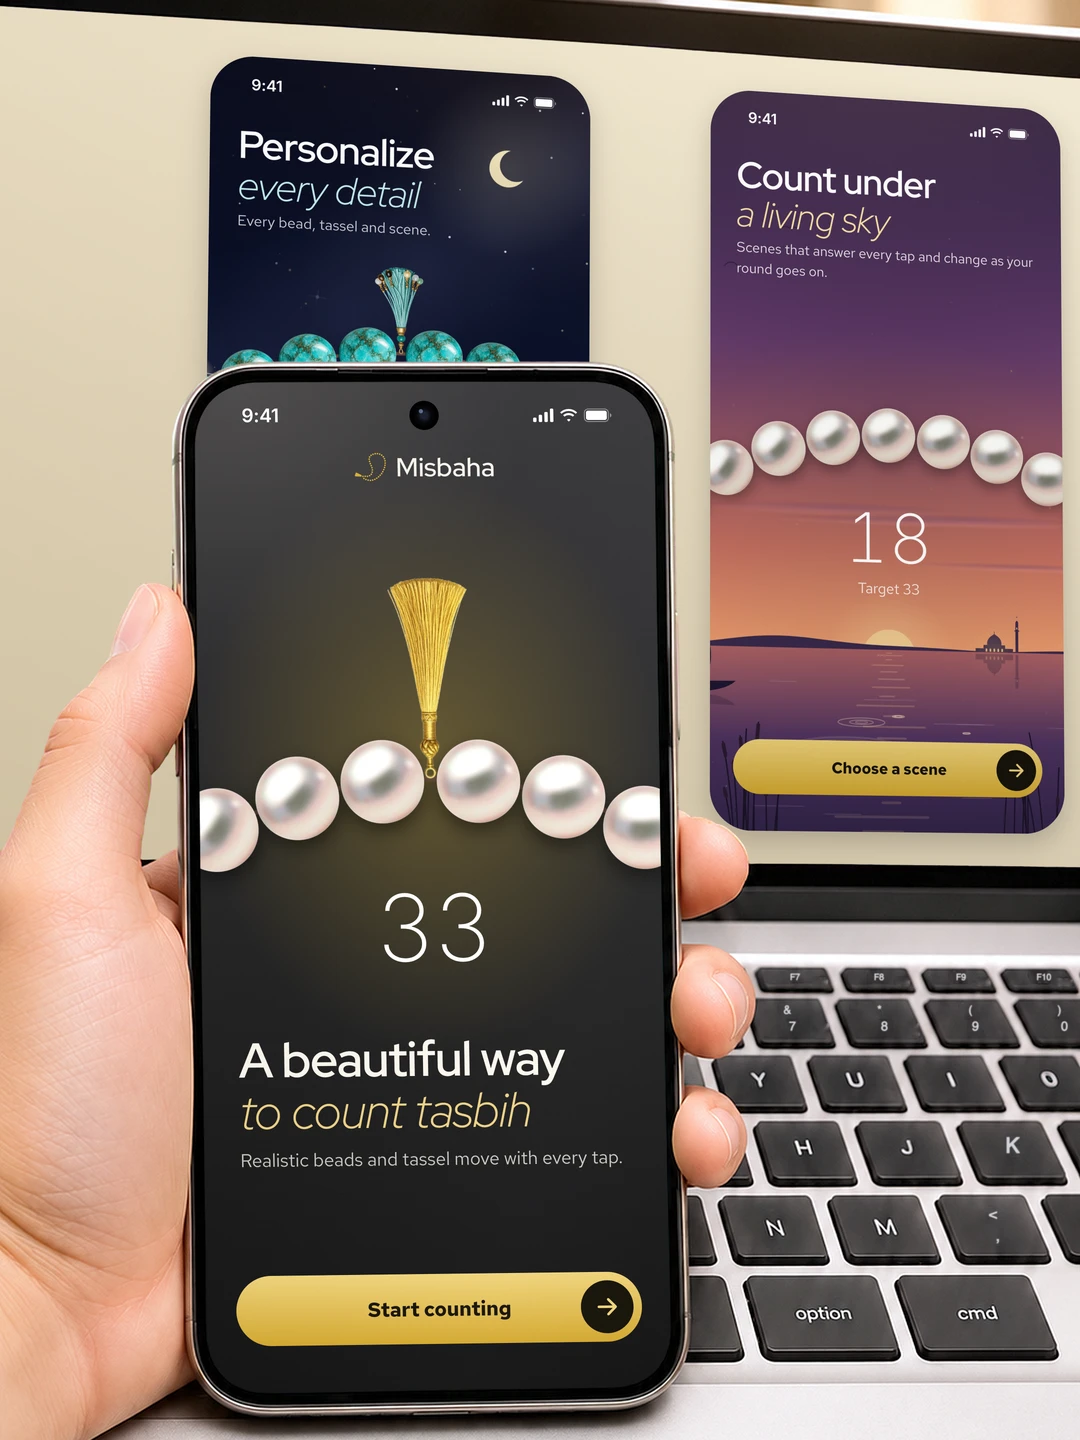 9:41
Personalize
every detail
Every bead, tassel and scene.
9:41
Count under
a living sky
Scenes that answer every tap and change as your
round goes on.
18
Target 33
Choose a scene
9:41
Misbaha
33
A beautiful way
to count tasbih
Realistic beads and tassel move with every tap.
Start counting
F7 F8 F9 F10
& * ( )
7 8 9 0
Y U I O
H J K
N M < ,
option cmd